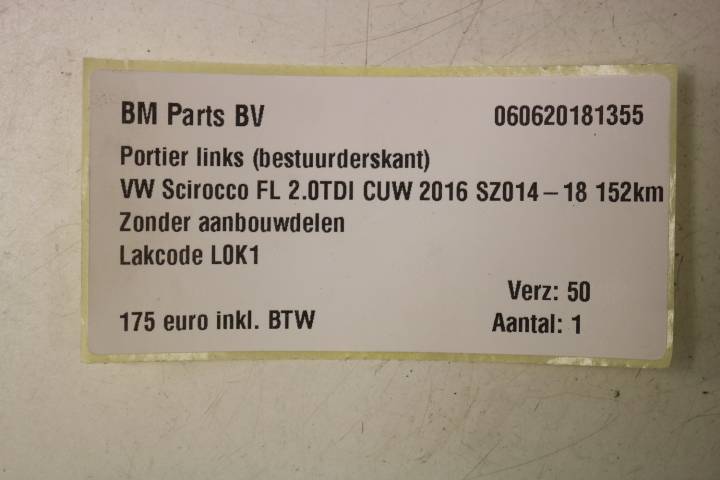 BM Parts BV 060620181355
Portier links (bestuurderskant)
VW Scirocco FL 2.0TDI CUW 2016 SZ014-18 152km
Zonder aanbouwdelen
Lakcode L0K1
Verz: 50
175 euro inkl. BTW Aantal: 1